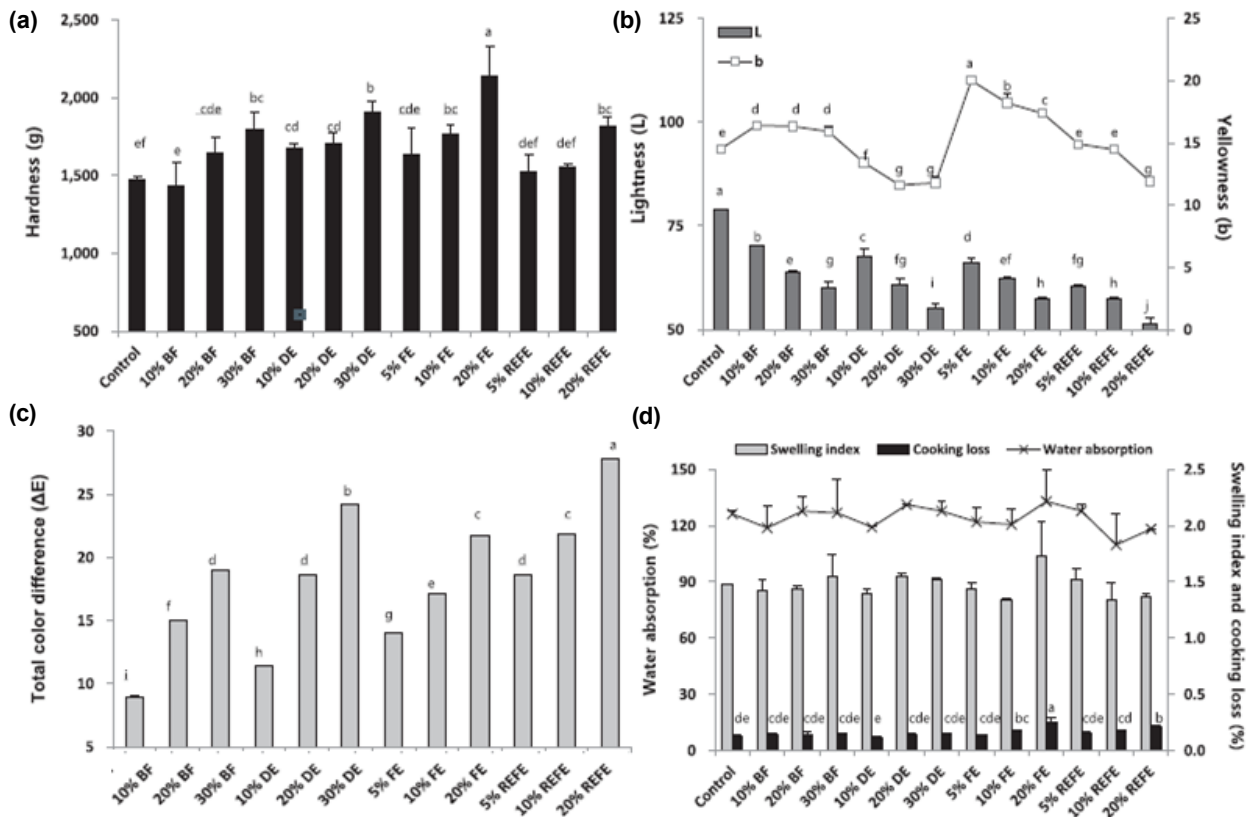 (a)
2,500
2,000
1,500
1,000
500
Hardness (g)
ef
e
cde
bc
cd
cd
b
cde
bc
a
def
def
bc
Control
10% BF
20% BF
30% BF
10% DE
20% DE
30% DE
5% FE
10% FE
20% FE
5% REFE
10% REFE
20% REFE
(b)
125
100
75
50
Lightness (L)
25
20
15
10
5
0
Yellowness (b)
L
b
e
d
d
d
f
g
g
a
b
c
e
e
g
a
b
e
g
c
fg
i
d
ef
h
fg
h
j
Control
10% BF
20% BF
30% BF
10% DE
20% DE
30% DE
5% FE
10% FE
20% FE
5% REFE
10% REFE
20% REFE
(c)
30
25
20
15
10
5
Total color difference (ΔE)
i
f
d
h
d
b
g
e
c
d
c
a
10% BF
20% BF
30% BF
10% DE
20% DE
30% DE
5% FE
10% FE
20% FE
5% REFE
10% REFE
20% REFE
(d)
Swelling index
Cooking loss
Water absorption
150
120
90
60
30
0
Water absorption (%)
2.5
2.0
1.5
1.0
0.5
0.0
Swelling index and cooking
loss (%)
de
cde
cde
cde
e
cde
cde
cde
bc
a
cde
cd
b
Control
10% BF
20% BF
30% BF
10% DE
20% DE
30% DE
5% FE
10% FE
20% FE
5% REFE
10% REFE
20% REFE